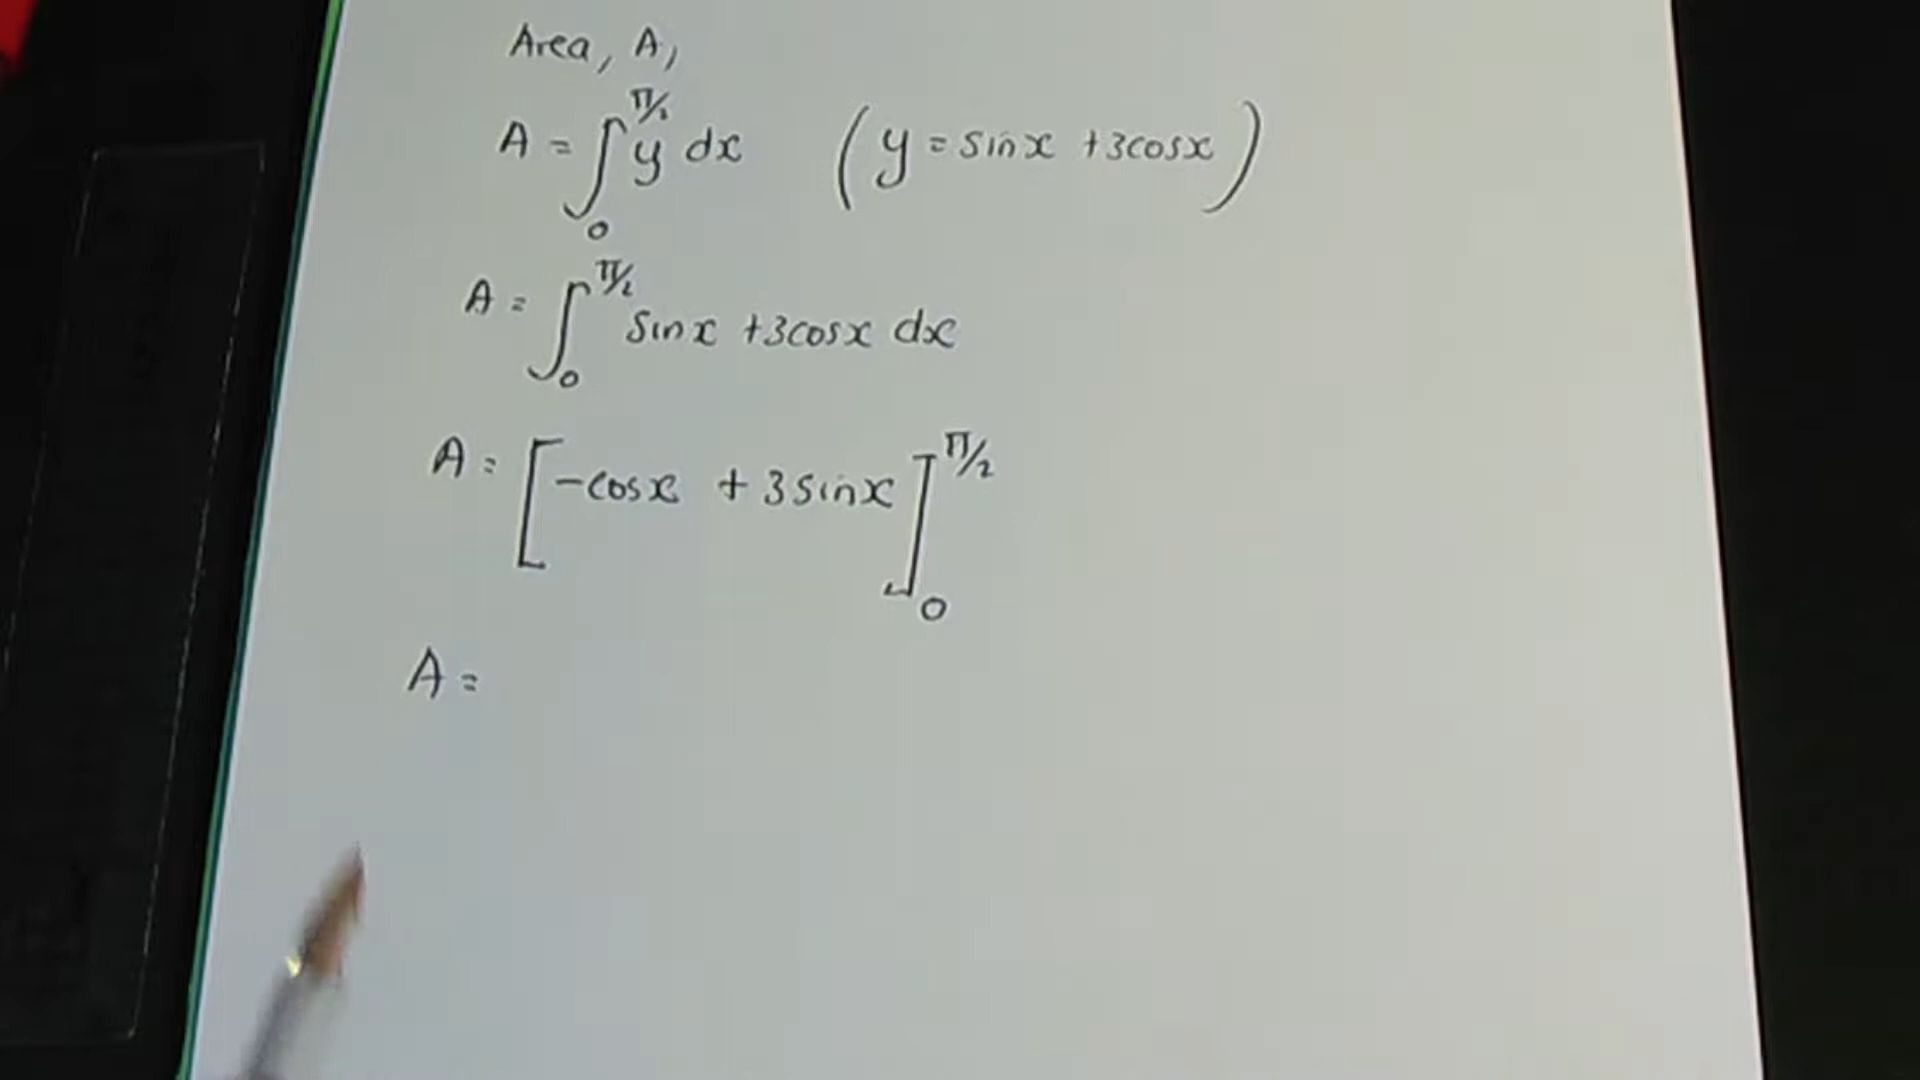 Area, A,
A = ∫₀^π/2 y dx (y = sinx +3cosx)
A = ∫₀^π/2 sinx +3cosx dx
A = [-cosx + 3sinx]₀^π/2
A =